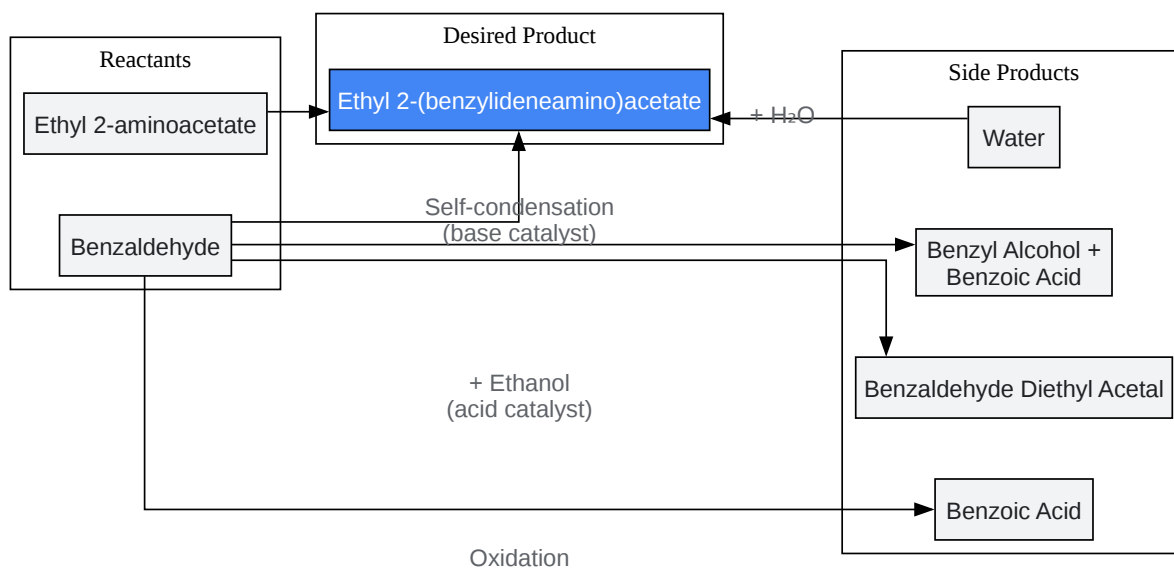 Reactants
Ethyl 2-aminoacetate
Benzaldehyde
Desired Product
Ethyl 2-(benzylideneamino)acetate
+ H₂O
Self-condensation
(base catalyst)
+ Ethanol
(acid catalyst)
Oxidation
Side Products
Water
Benzyl Alcohol +
Benzoic Acid
Benzaldehyde Diethyl Acetal
Benzoic Acid